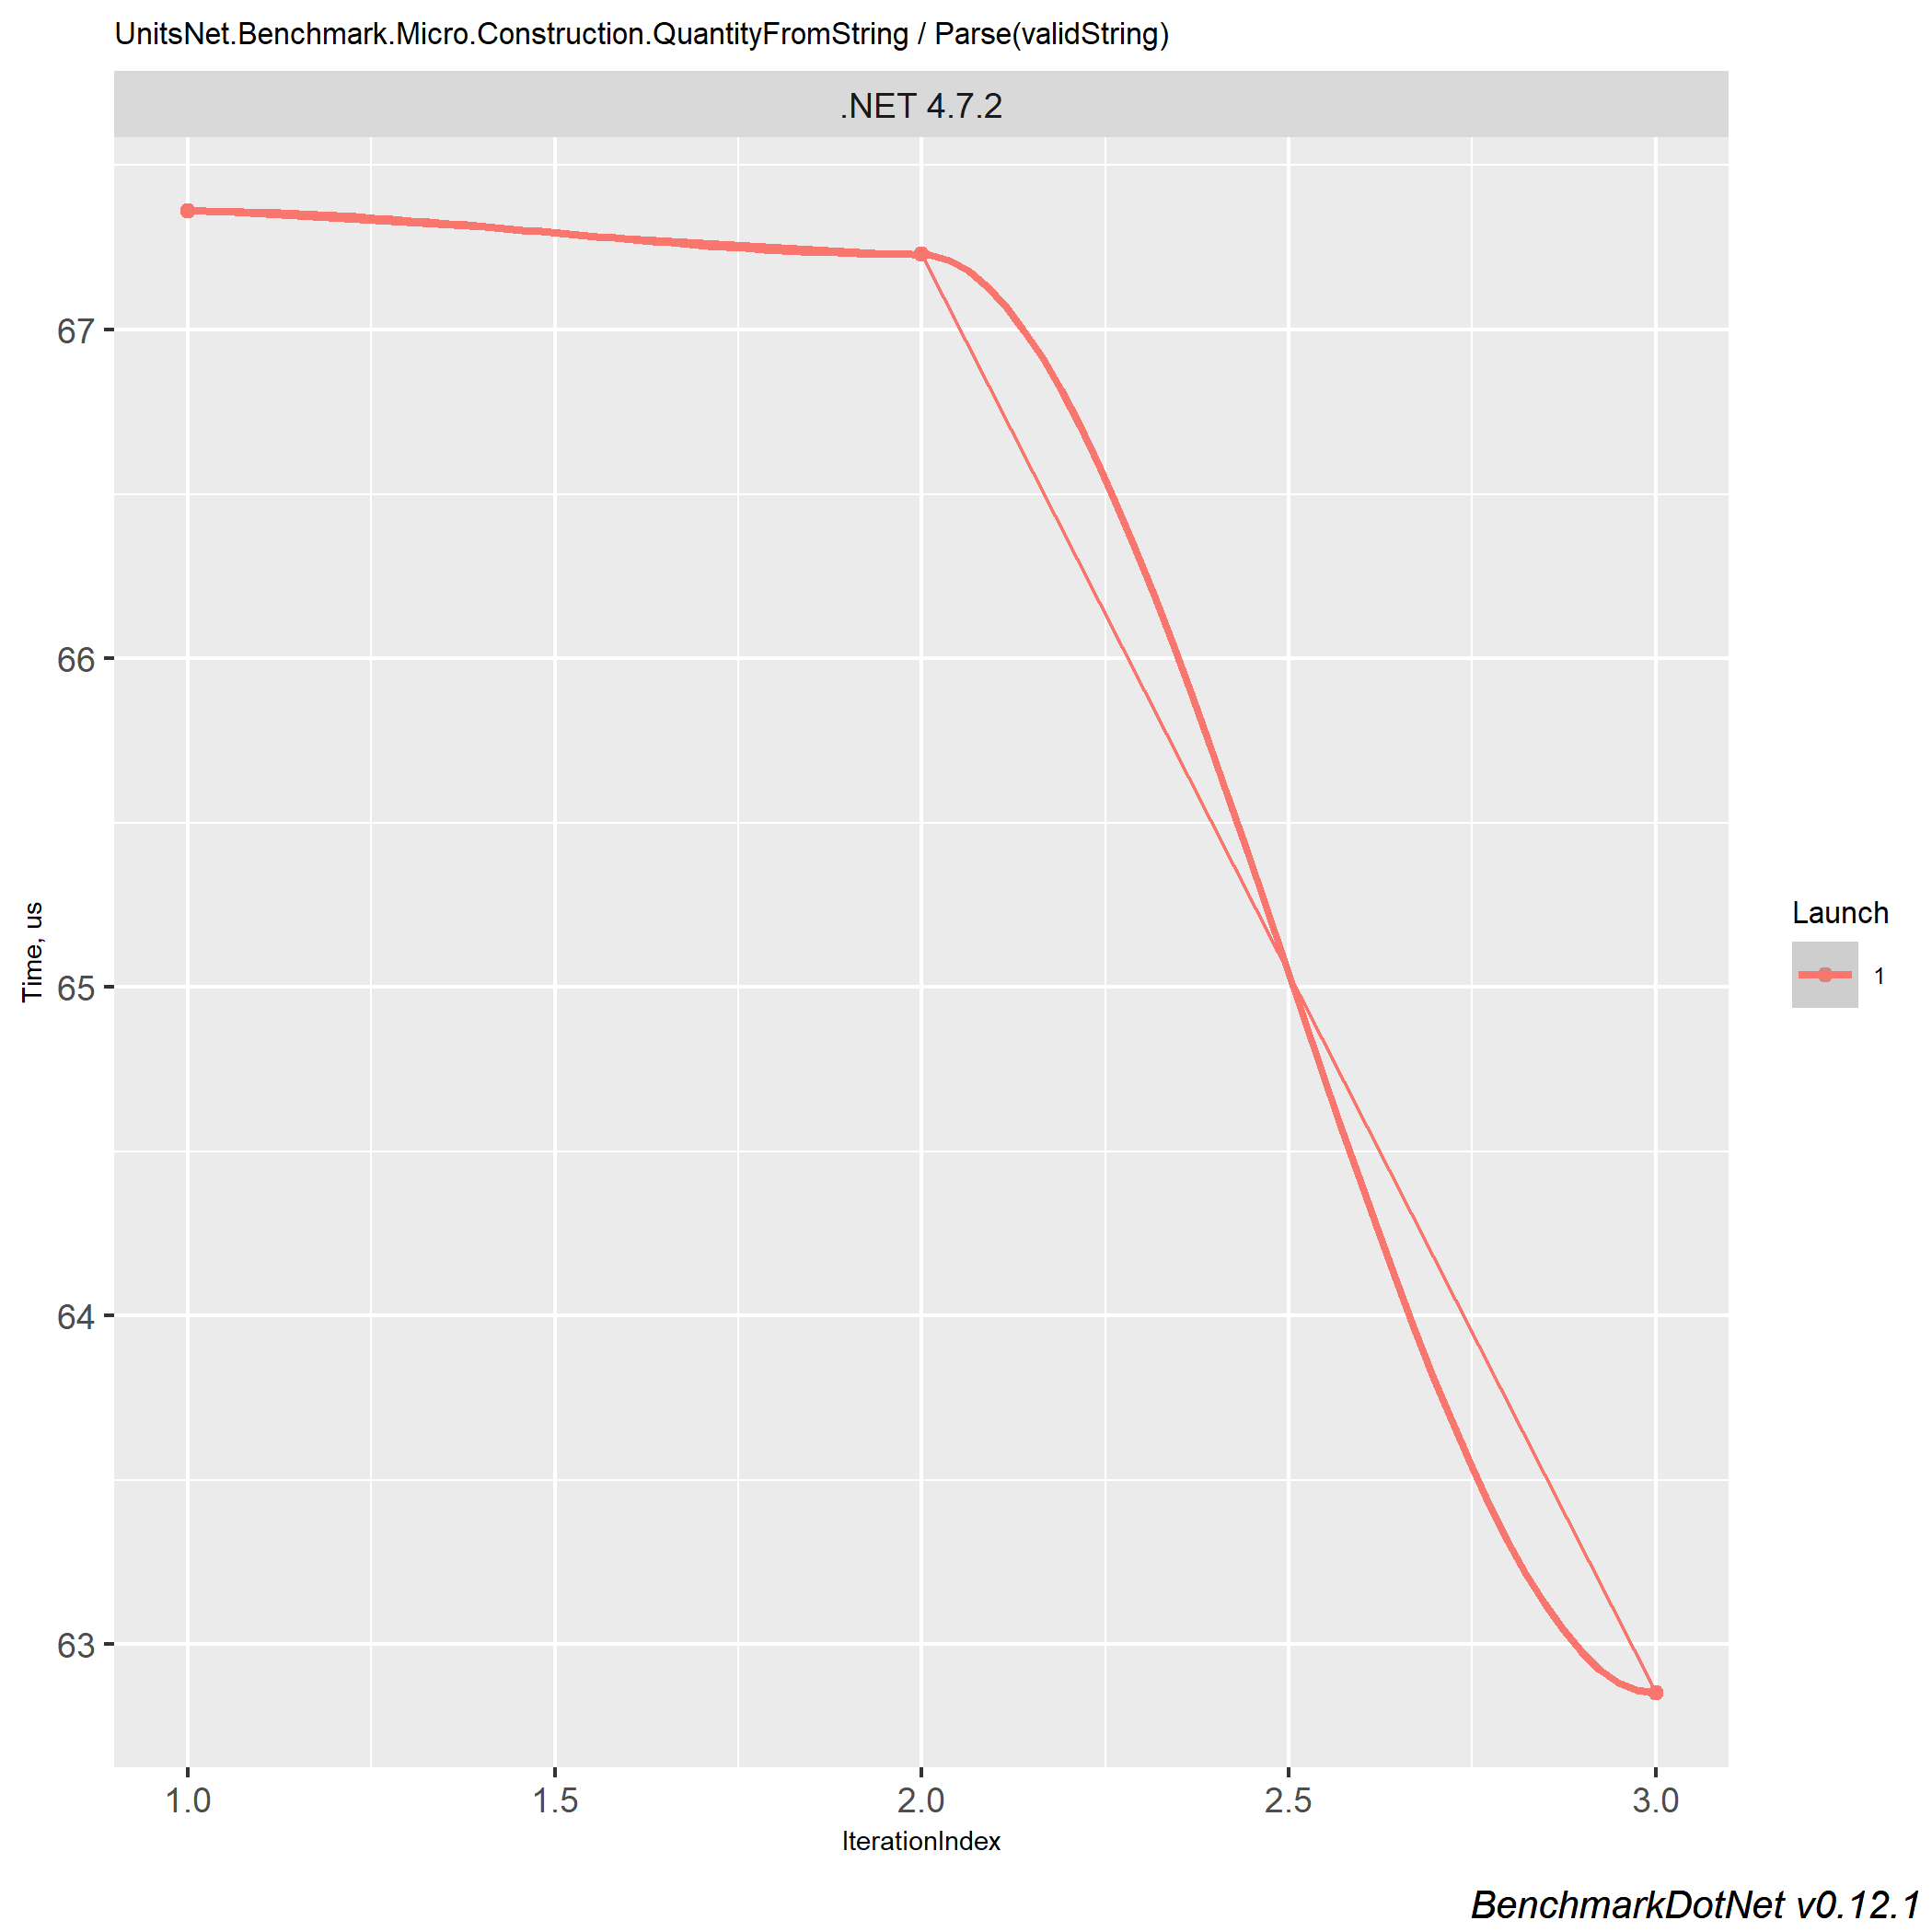 UnitsNet.Benchmark.Micro.Construction.QuantityFromString / Parse(validString)
.NET 4.7.2
67
66
65
64
63
Time, us
1.0 1.5 2.0 2.5 3.0
IterationIndex
Launch
1
BenchmarkDotNet v0.12.1